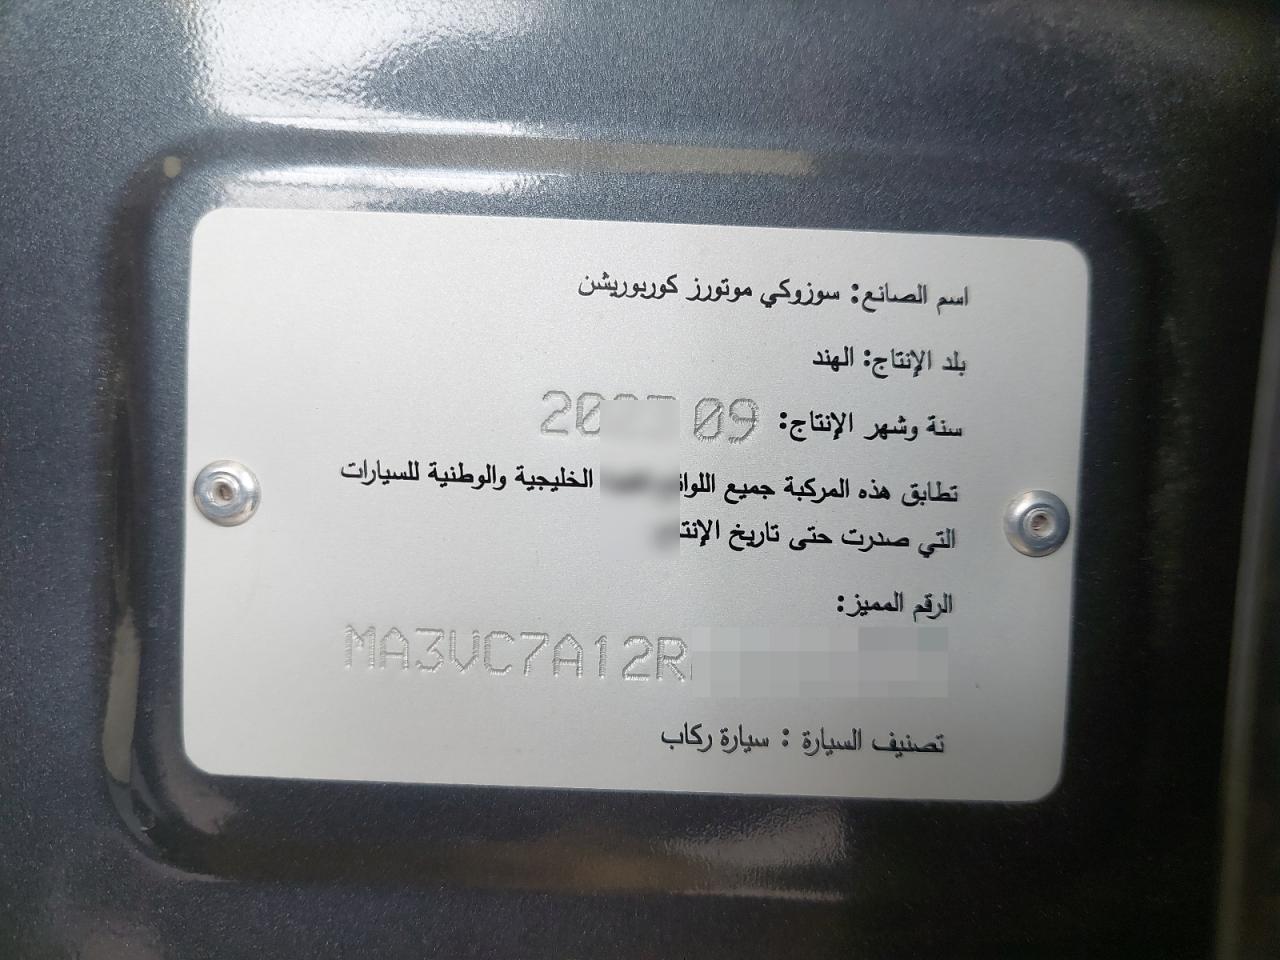 اسم الصانع: سوزوكي موتورز كوربوريشن
بلد الإنتاج: الهند
سنة وشهر الإنتاج: 09
تطابق هذه المركبة جميع الخليجية والوطنية للسيارات
التي صدرت حتى تاريخ
الرقم المميز:
MA3VC7A12R
تصنيف السيارة : سيارة ركاب